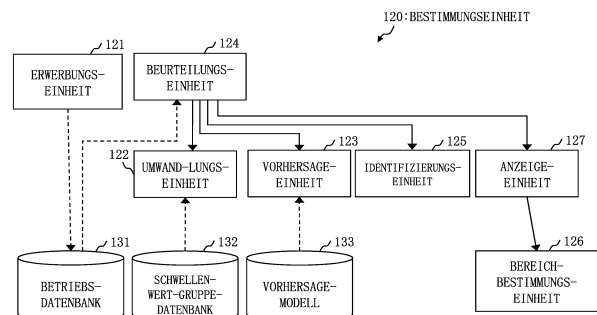 120:BESTIMMUNGSEINHEIT
121
ERWERBUNGS-
EINHEIT
124
BEURTEILUNGS-
EINHEIT
122
UMWAND-LUNGS-
EINHEIT
123
VORHERSAGE-
EINHEIT
125
IDENTIFIZIERUNGS-
EINHEIT
127
ANZEIGE-
EINHEIT
131
BETRIEBS-
DATENBANK
132
SCHWELLEN-
WERT-GRUPPE-
DATENBANK
133
VORHERSAGE-
MODELL
126
BEREICH-
BESTIMMUNGS-
EINHEIT